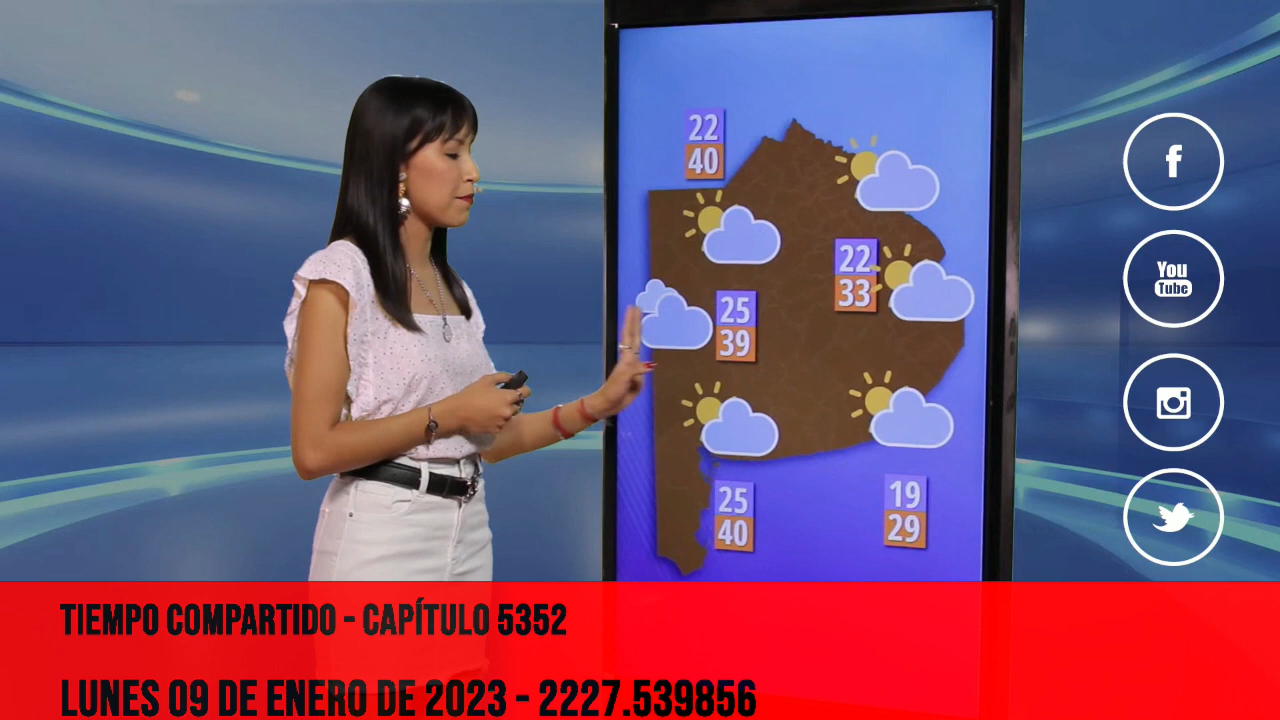 22
40
22
33
25
39
25
40
19
29
f
You
Tube
TIEMPO COMPARTIDO - CAPÍTULO 5352
LUNES 09 DE ENERO DE 2023 - 2227.539856